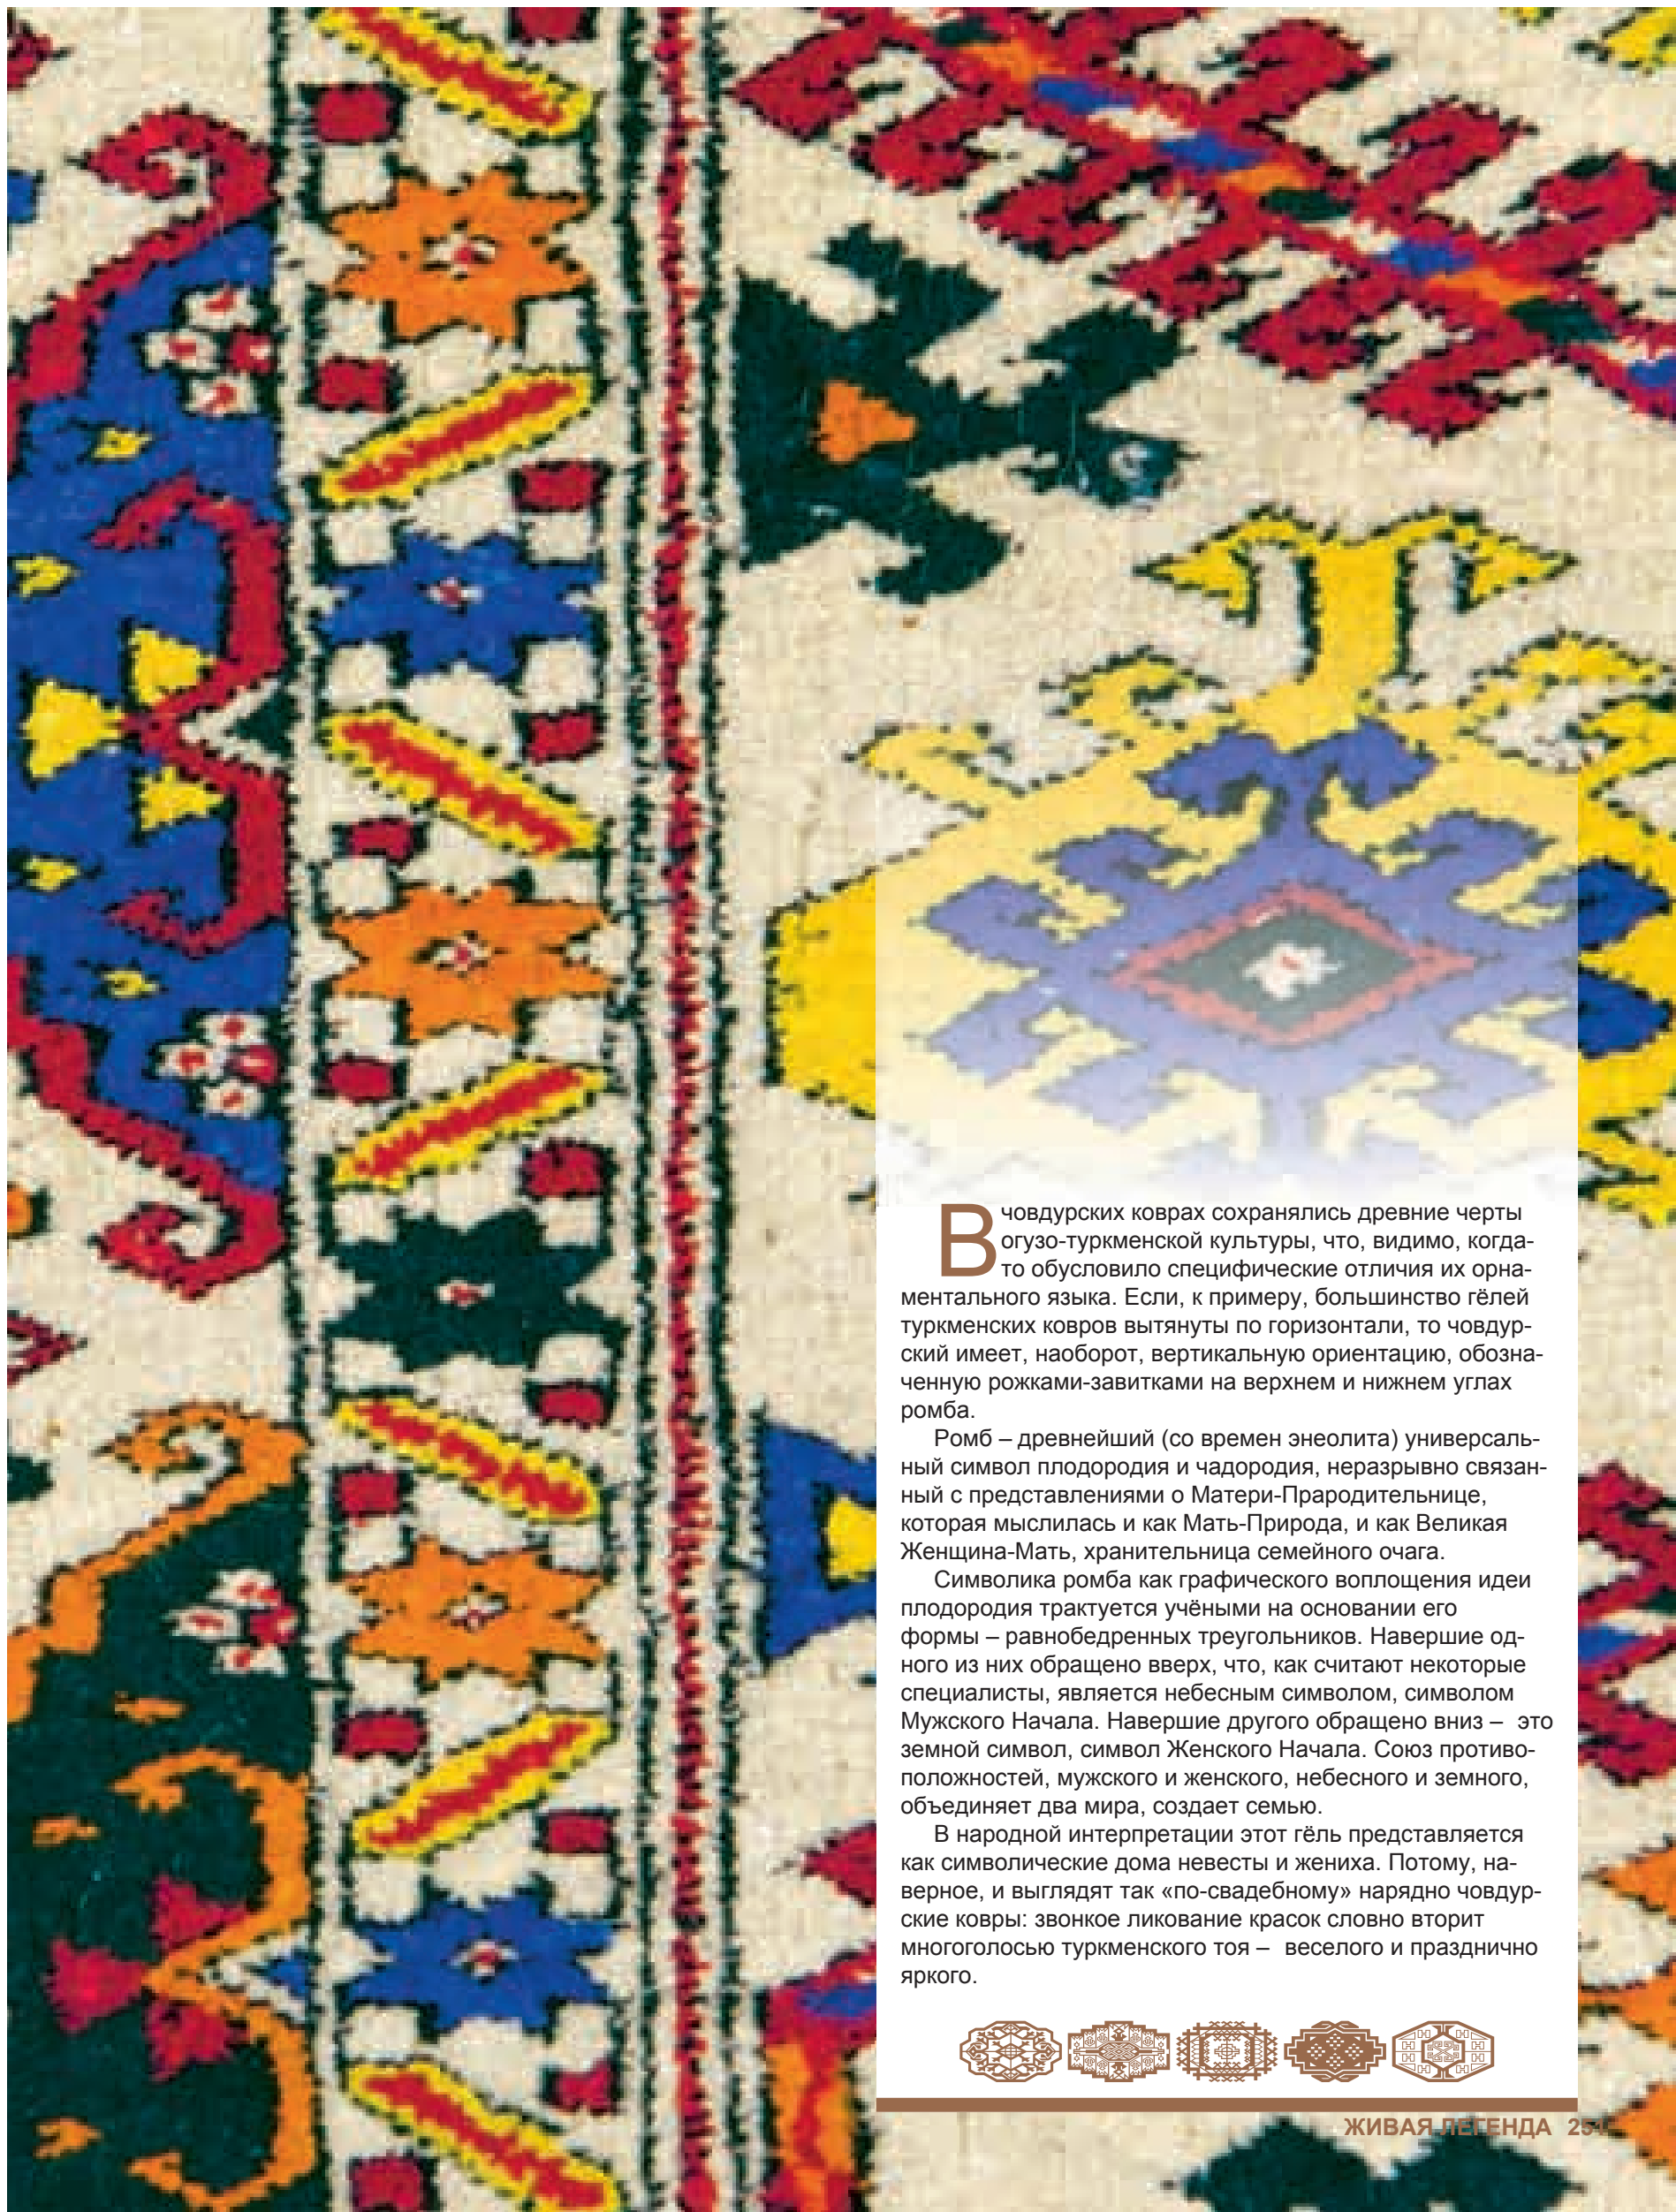 В човдурских коврах сохранялись древние черты
огузо-туркменской культуры, что, видимо, когда-
то обусловило специфические отличия их орна-
ментального языка. Если, к примеру, большинство гёлей
туркменских ковров вытянуты по горизонтали, то човдур-
ский имеет, наоборот, вертикальную ориентацию, обозна-
ченную рожками-завитками на верхнем и нижнем углах
ромба.
Ромб – древнейший (со времен энеолита) универсаль-
ный символ плодородия и чадородия, неразрывно связан-
ный с представлениями о Матери-Прародительнице,
которая мыслилась и как Мать-Природа, и как Великая
Женщина-Мать, хранительница семейного очага.
Символика ромба как графического воплощения идеи
плодородия трактуется учёными на основании его
формы – равнобедренных треугольников. Навершие од-
ного из них обращено вверх, что, как считают некоторые
специалисты, является небесным символом, символом
Мужского Начала. Навершие другого обращено вниз – это
земной символ, символ Женского Начала. Союз противо-
положностей, мужского и женского, небесного и земного,
объединяет два мира, создает семью.
В народной интерпретации этот гёль представляется
как символические дома невесты и жениха. Потому, на-
верное, и выглядят так «по-свадебному» нарядно човдур-
ские ковры: звонкое ликование красок словно вторит
многоголосью туркменского тоя – веселого и празднично
яркого.
ЖИВАЯ ЛЕГЕНДА